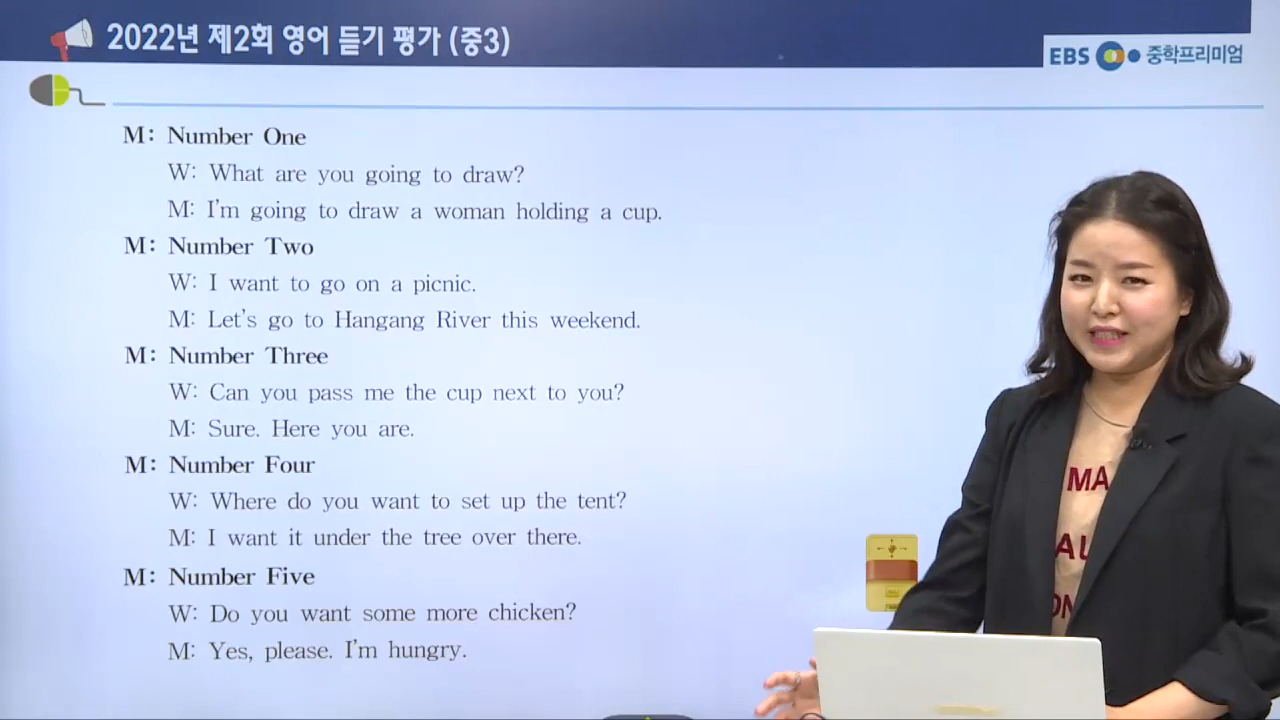 2022년 제2회 영어 듣기 평가 (중3)
EBS 중학프리미엄
M: Number One
W: What are you going to draw?
M: I'm going to draw a woman holding a cup.
M: Number Two
W: I want to go on a picnic.
M: Let's go to Hangang River this weekend.
M: Number Three
W: Can you pass me the cup next to you?
M: Sure. Here you are.
M: Number Four
W: Where do you want to set up the tent?
M: I want it under the tree over there.
M: Number Five
W: Do you want some more chicken?
M: Yes, please. I'm hungry.
MA
AL
ON